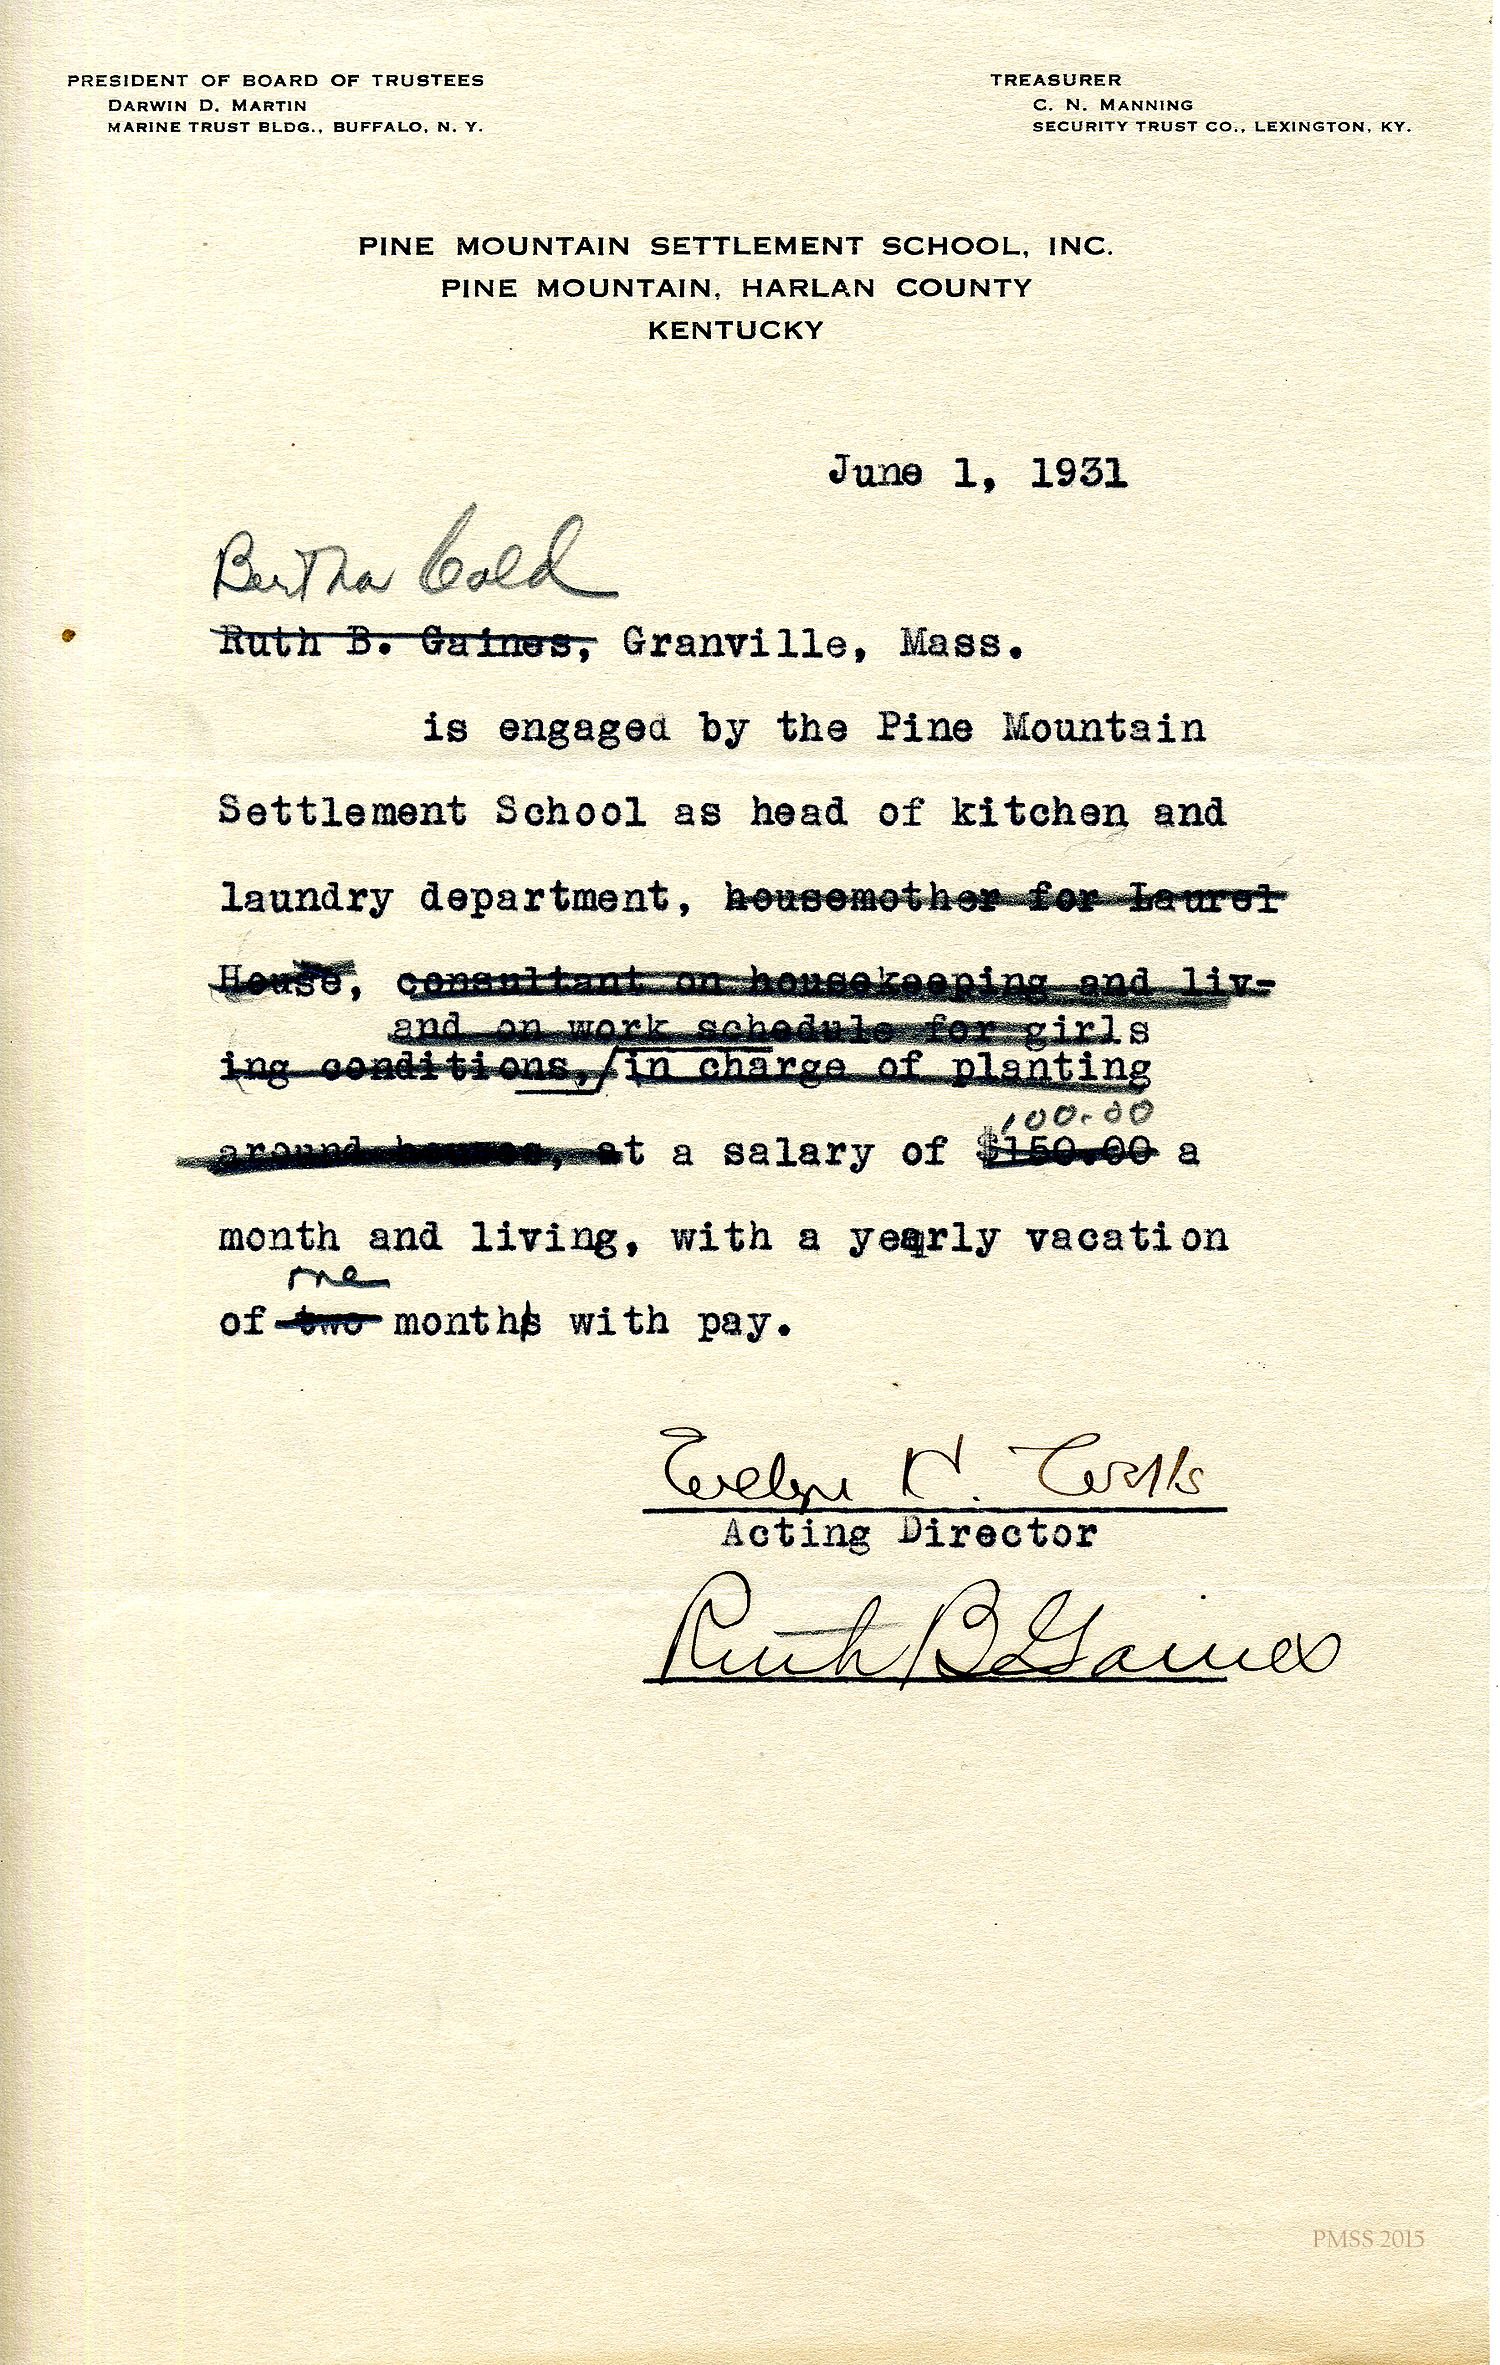 PRESIDENT OF BOARD OF TRUSTEES
DARWIN D. MARTIN
MARINE TRUST BLDG., BUFFALO, N. Y.
TREASURER
C. N. MANNING
SECURITY TRUST CO., LEXINGTON, KY.
PINE MOUNTAIN SETTLEMENT SCHOOL, INC.
PINE MOUNTAIN, HARLAN COUNTY
KENTUCKY
June 1, 1931
Bertha Cold
Ruth B. Gaines, Granville, Mass.
is engaged by the Pine Mountain
Settlement School as head of kitchen and
laundry department, housemother for Laurel
House, consultant on housekeeping and liv-
and on work schedule for girls
ing conditions, / in charge of planting
around houses, at a salary of $150.00 a
100.00
month and living, with a yearly vacation
one
of two months with pay.
Evelyn K. Wells
Acting Director
Ruth B Gaines
PMSS 2015